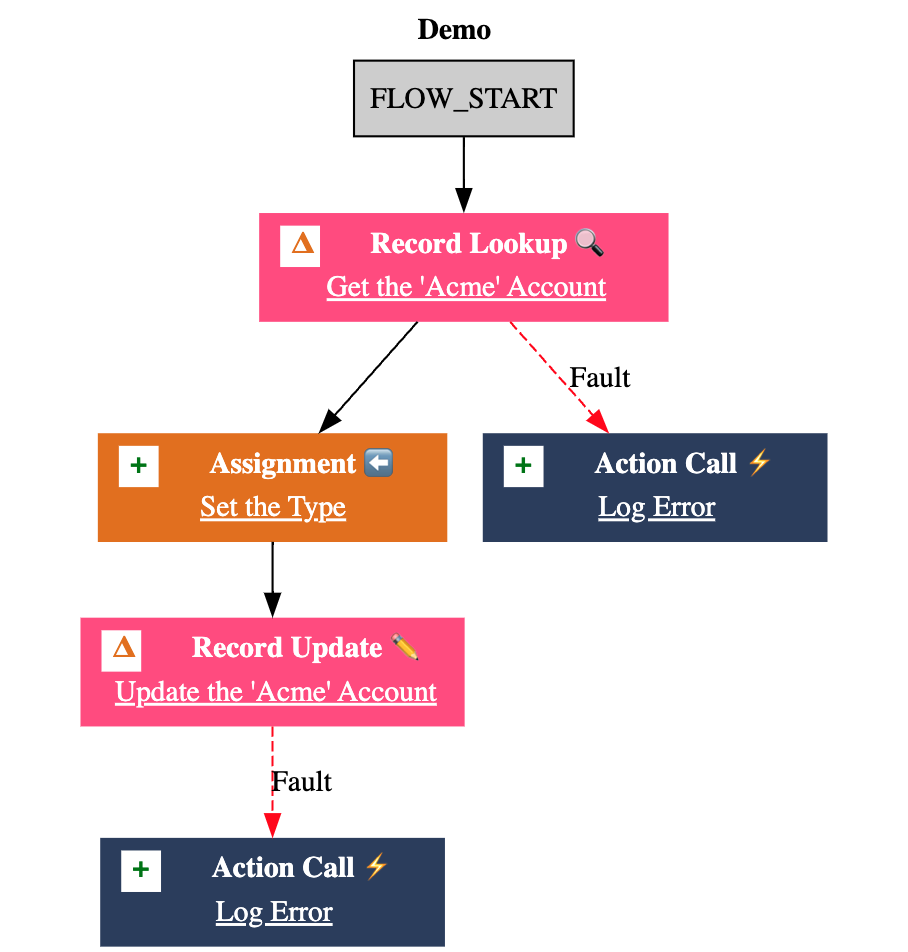 Demo
FLOW_START
Δ Record Lookup 🔍
Get the 'Acme' Account
Fault
+ Assignment ⬅️
Set the Type
+ Action Call ⚡
Log Error
Δ Record Update ✏️
Update the 'Acme' Account
Fault
+ Action Call ⚡
Log Error